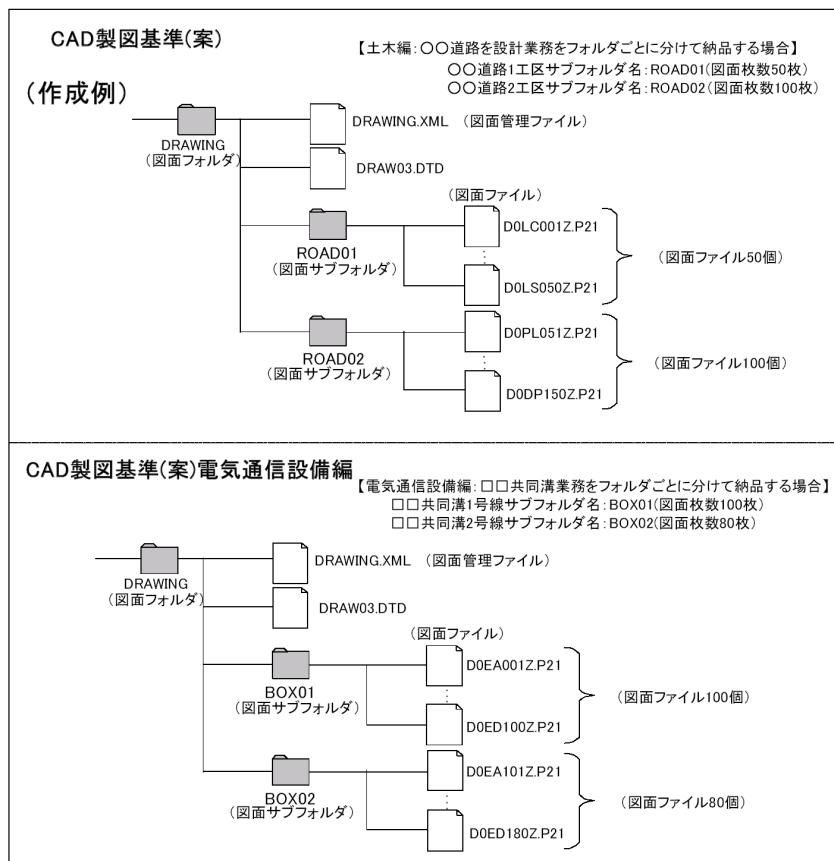 CAD製図基準(案)
【土木編:〇〇道路を設計業務をフォルダごとに分けて納品する場合】
〇〇道路1工区サブフォルダ名:ROAD01(図面枚数50枚)
(作成例)
〇〇道路2工区サブフォルダ名:ROAD02(図面枚数100枚)
DRAWING
(図面フォルダ)
DRAWING.XML (図面管理ファイル)
DRAW03.DTD
(図面ファイル)
ROAD01
(図面サブフォルダ)
D0LC001Z.P21
D0LS050Z.P21
(図面ファイル50個)
ROAD02
(図面サブフォルダ)
D0PL051Z.P21
D0DP150Z.P21
(図面ファイル100個)
CAD製図基準(案)電気通信設備編
【電気通信設備編:□□共同溝業務をフォルダごとに分けて納品する場合】
□□共同溝1号線サブフォルダ名:BOX01(図面枚数100枚)
□□共同溝2号線サブフォルダ名:BOX02(図面枚数80枚)
DRAWING
(図面フォルダ)
DRAWING.XML (図面管理ファイル)
DRAW03.DTD
(図面ファイル)
BOX01
(図面サブフォルダ)
D0EA001Z.P21
D0ED100Z.P21
(図面ファイル100個)
BOX02
(図面サブフォルダ)
D0EA101Z.P21
D0ED180Z.P21
(図面ファイル80個)